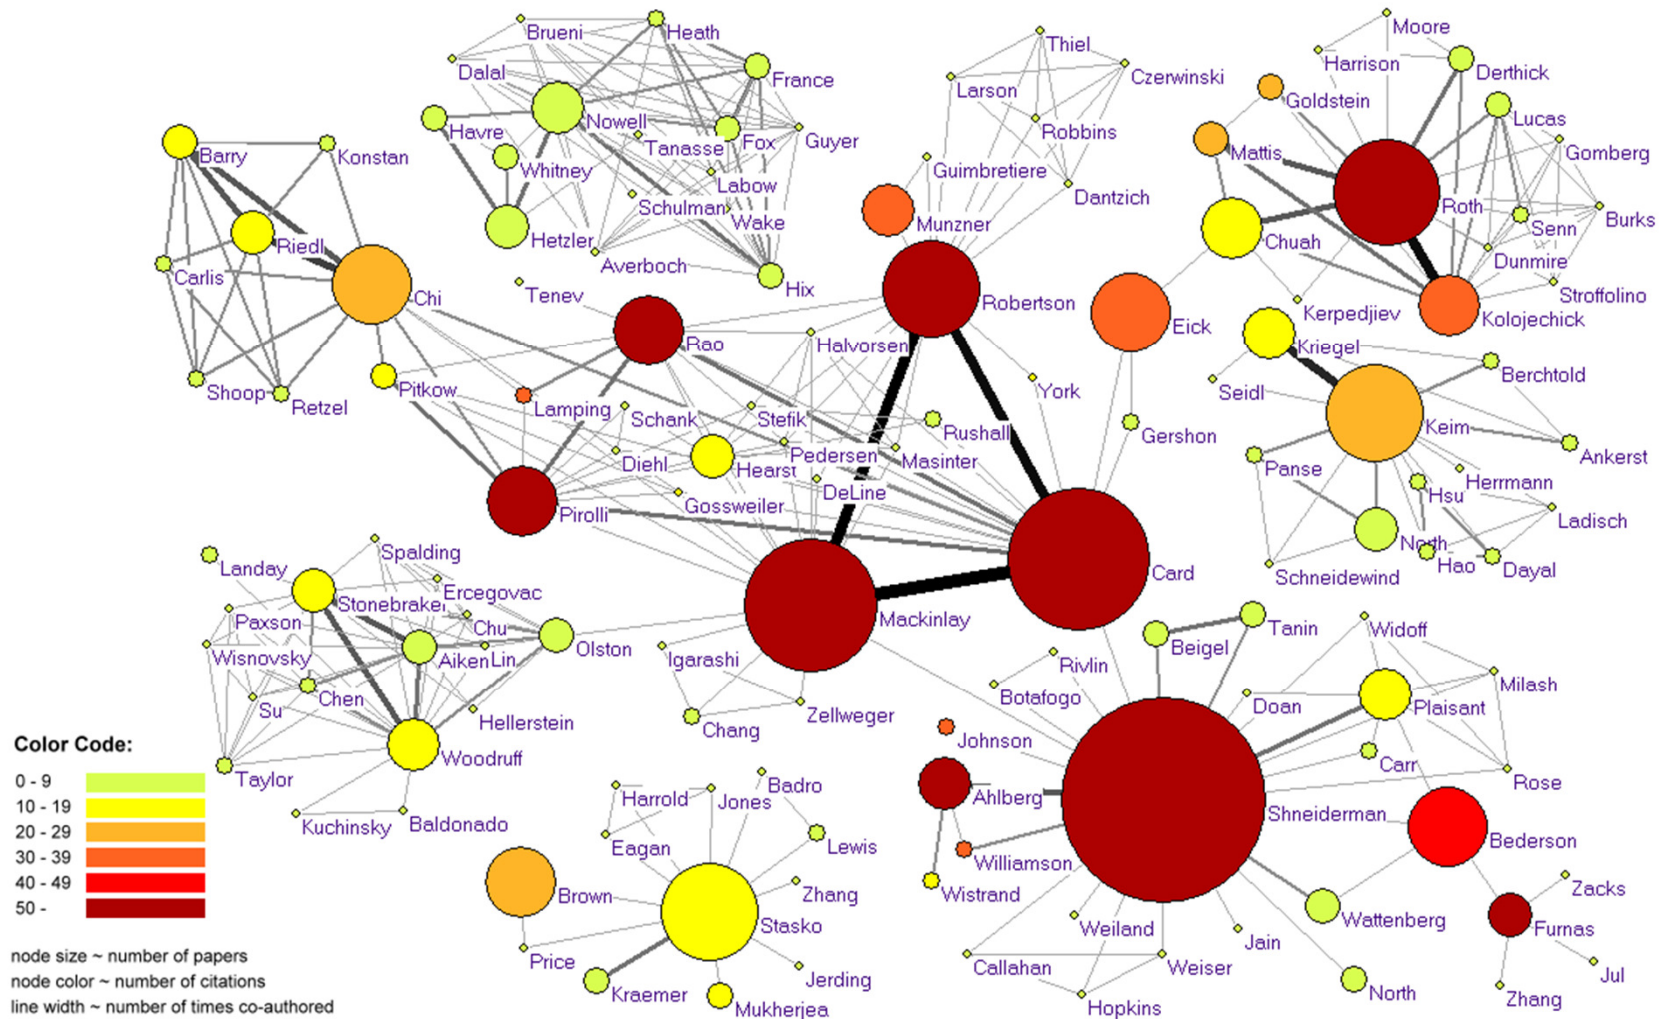 Brueni
Heath
Dalal
France
Havre
Nowell
Tanasse
Fox
Guyer
Whitney
Labow
Schulman
Wake
Hetzler
Averboch
Hix
Barry
Konstan
Riedl
Carlis
Chi
Shoop
Retzel
Pitkow
Tenev
Rao
Lamping
Thiel
Larson
Czerwinski
Robbins
Guimbretiere
Dantzich
Munzner
Robertson
Halvorsen
York
Schank
Stefik
Rushall
Diehl
Hearst
Pedersen
Masinter
DeLine
Gossweiler
Pirolli
Card
Mackinlay
Moore
Harrison
Derthick
Goldstein
Lucas
Mattis
Gomberg
Roth
Burks
Senn
Chuah
Dunmire
Stroffolino
Kerpedjiev
Kolojechick
Eick
Gershon
Kriegel
Berchtold
Seidl
Keim
Ankerst
Panse
Herrmann
Hsu
Ladisch
North
Hao
Dayal
Schneidewind
Landay
Spalding
Ercegovac
Stonebraker
Paxson
Chu
Wisnovsky
Aiken
Lin
Olston
Chen
Su
Hellerstein
Woodruff
Taylor
Kuchinsky
Baldonado
Igarashi
Chang
Zellweger
Rivlin
Botafogo
Beigel
Tanin
Widoff
Milash
Doan
Plaisant
Carr
Rose
Johnson
Ahlberg
Shneiderman
Bederson
Williamson
Wistrand
Wattenberg
Zacks
Furnas
Jul
Zhang
Weiland
Jain
Callahan
Weiser
Hopkins
North
Harrold
Jones
Badro
Eagan
Lewis
Brown
Zhang
Stasko
Price
Jerding
Kraemer
Mukherjea
Color Code:
0 - 9
10 - 19
20 - 29
30 - 39
40 - 49
50 -
node size ~ number of papers
node color ~ number of citations
line width ~ number of times co-authored